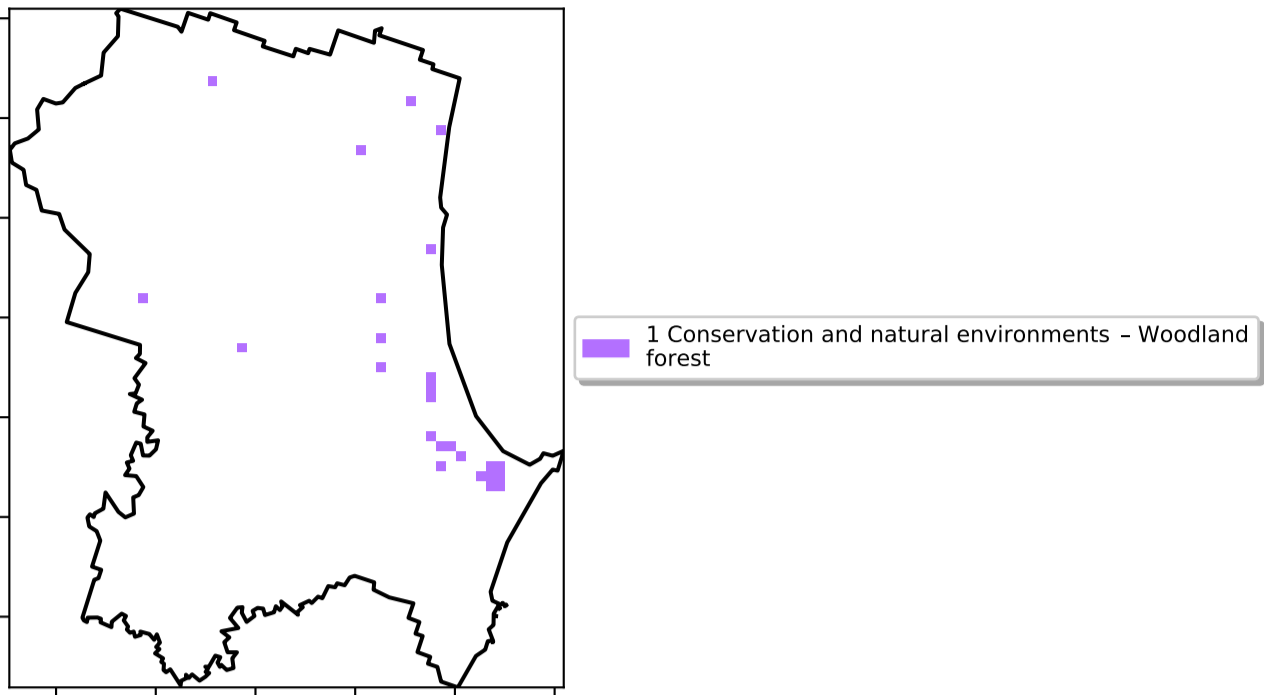 1 Conservation and natural environments – Woodland
forest